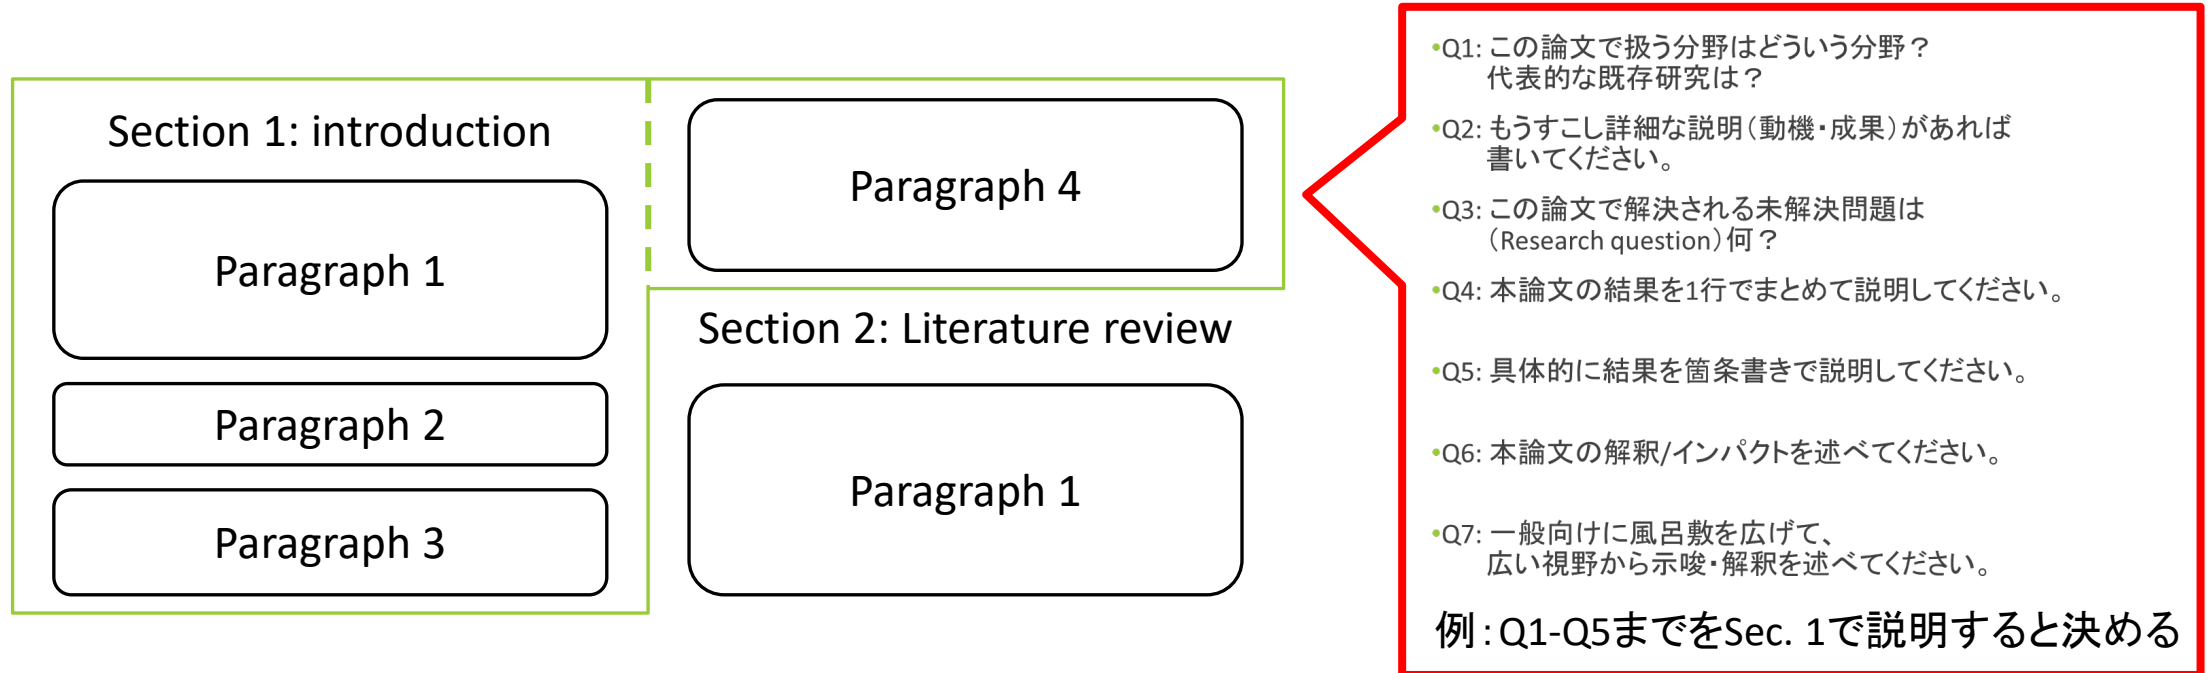 Section 1: introduction
Paragraph 1
Paragraph 2
Paragraph 3
Paragraph 4
Section 2: Literature review
Paragraph 1
•Q1: この論文で扱う分野はどういう分野？
代表的な既存研究は？
•Q2: もうすこし詳細な説明（動機・成果）があれば
書いてください。
•Q3: この論文で解決される未解決問題は
（Research question）何？
•Q4: 本論文の結果を1行でまとめて説明してください。
•Q5: 具体的に結果を箇条書きで説明してください。
•Q6: 本論文の解釈/インパクトを述べてください。
•Q7: 一般向けに風呂敷を広げて、
広い視野から示唆・解釈を述べてください。
例：Q1-Q5までをSec. 1で説明すると決める